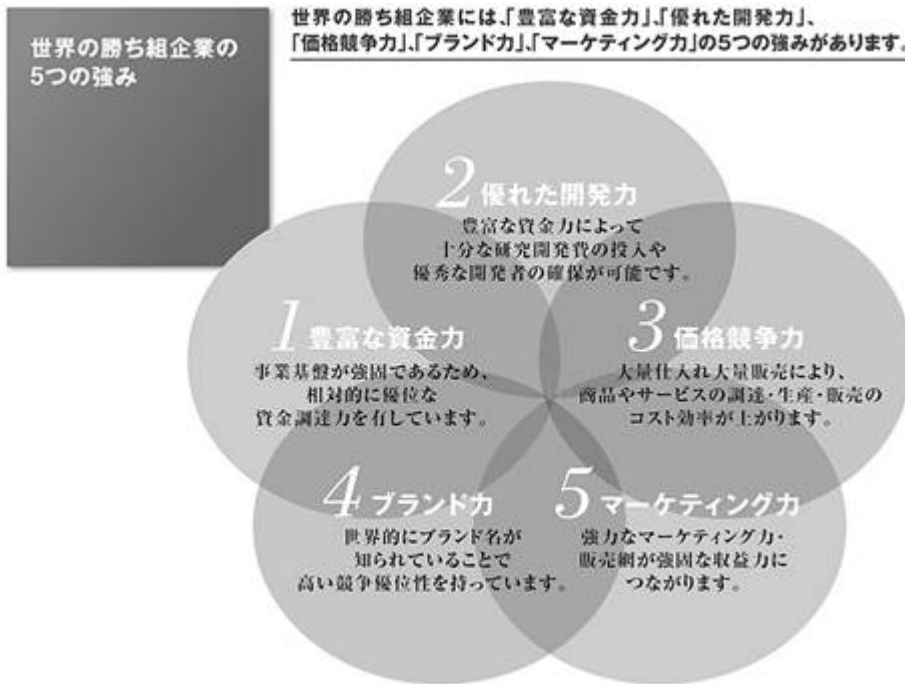 世界の勝ち組企業の
5つの強み
世界の勝ち組企業には、「豊富な資金力」、「優れた開発力」、
「価格競争力」、「ブランド力」、「マーケティング力」の5つの強みがあります。
1 豊富な資金力
事業基盤が強固であるため、
相対的に優位な
資金調達力を有しています。
2 優れた開発力
豊富な資金力によって
十分な研究開発費の投入や
優秀な開発者の確保が可能です。
3 価格競争力
大量仕入れ大量販売により、
商品やサービスの調達・生産・販売の
コスト効率が上がります。
4 ブランド力
世界的にブランド名が
知られていることで
高い競争優位性を持っています。
5 マーケティング力
強力なマーケティング力・
販売網が強固な収益力に
つながります。